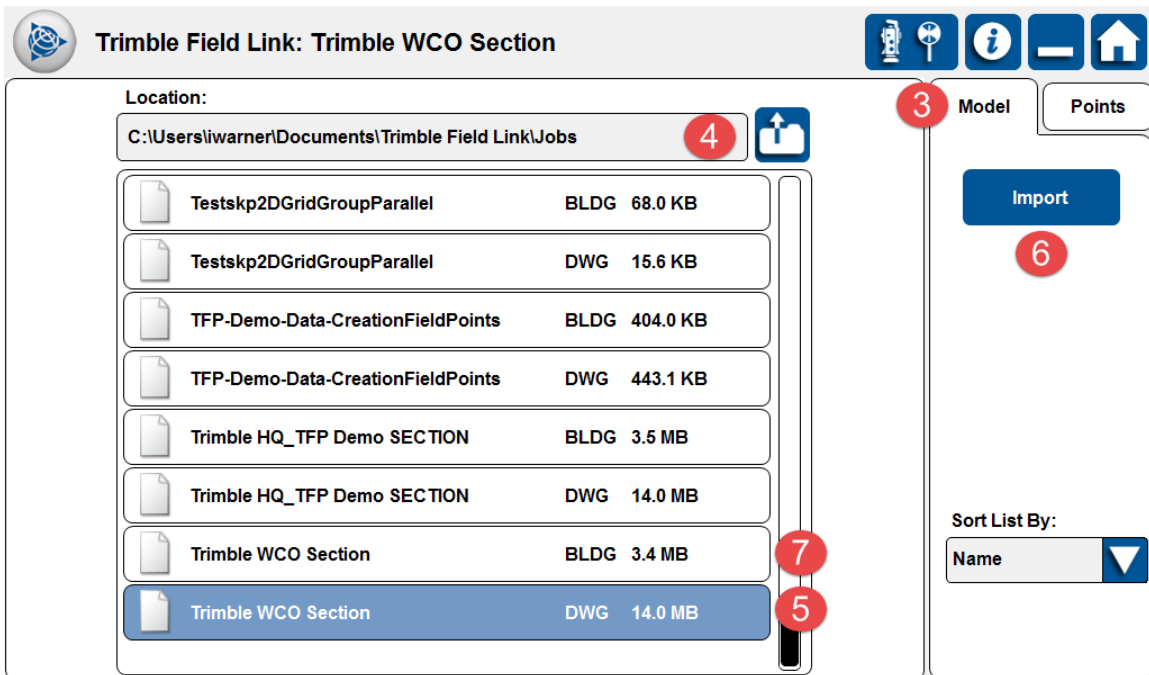 Trimble Field Link: Trimble WCO Section
Location:
C:\Users\iwarner\Documents\Trimble Field Link\Jobs
4
3
Model
Points
Testskp2DGridGroupParallel BLDG 68.0 KB
Testskp2DGridGroupParallel DWG 15.6 KB
TFP-Demo-Data-CreationFieldPoints BLDG 404.0 KB
TFP-Demo-Data-CreationFieldPoints DWG 443.1 KB
Trimble HQ_TFP Demo SECTION BLDG 3.5 MB
Trimble HQ_TFP Demo SECTION DWG 14.0 MB
Trimble WCO Section BLDG 3.4 MB 7
Trimble WCO Section DWG 14.0 MB 5
Import
6
Sort List By:
Name